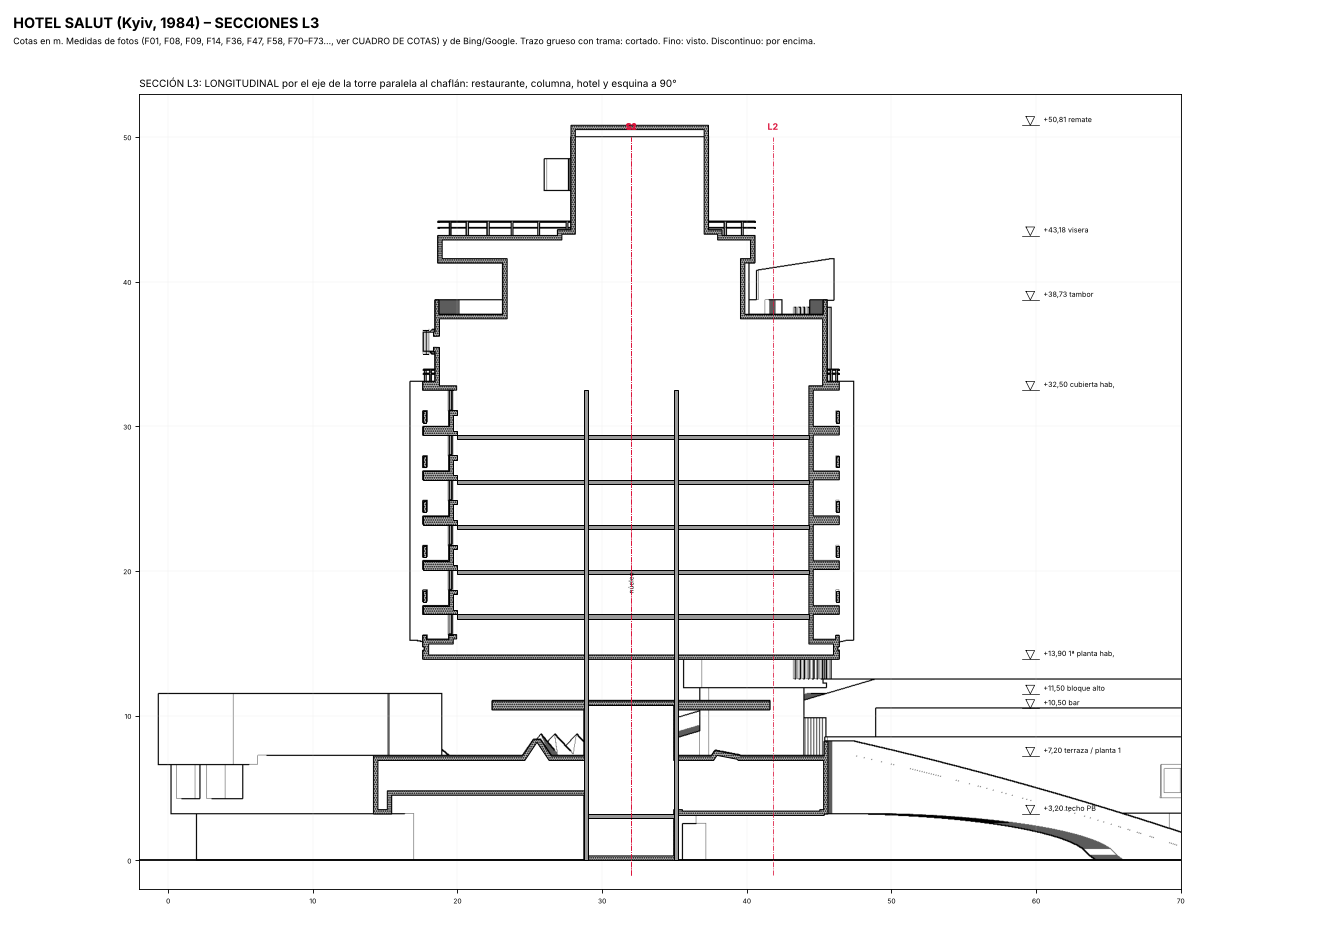 HOTEL SALUT (Kyiv, 1984) – SECCIONES L3
Cotas en m. Medidas de fotos (F01, F08, F09, F14, F36, F47, F58, F70–F73..., ver CUADRO DE COTAS) y de Bing/Google. Trazo grueso con trama: cortado. Fino: visto. Discontinuo: por encima.
SECCIÓN L3: LONGITUDINAL por el eje de la torre paralela al chaflán: restaurante, columna, hotel y esquina a 90°
L2
+50,81 remate
50
+43,18 visera
40
+38,73 tambor
+32,50 cubierta hab,
30
20
núcleo
+13,90 1ª planta hab,
+11,50 bloque alto
+10,50 bar
10
+7,20 terraza / planta 1
+3,20 techo PB
0
0 10 20 30 40 50 60 70